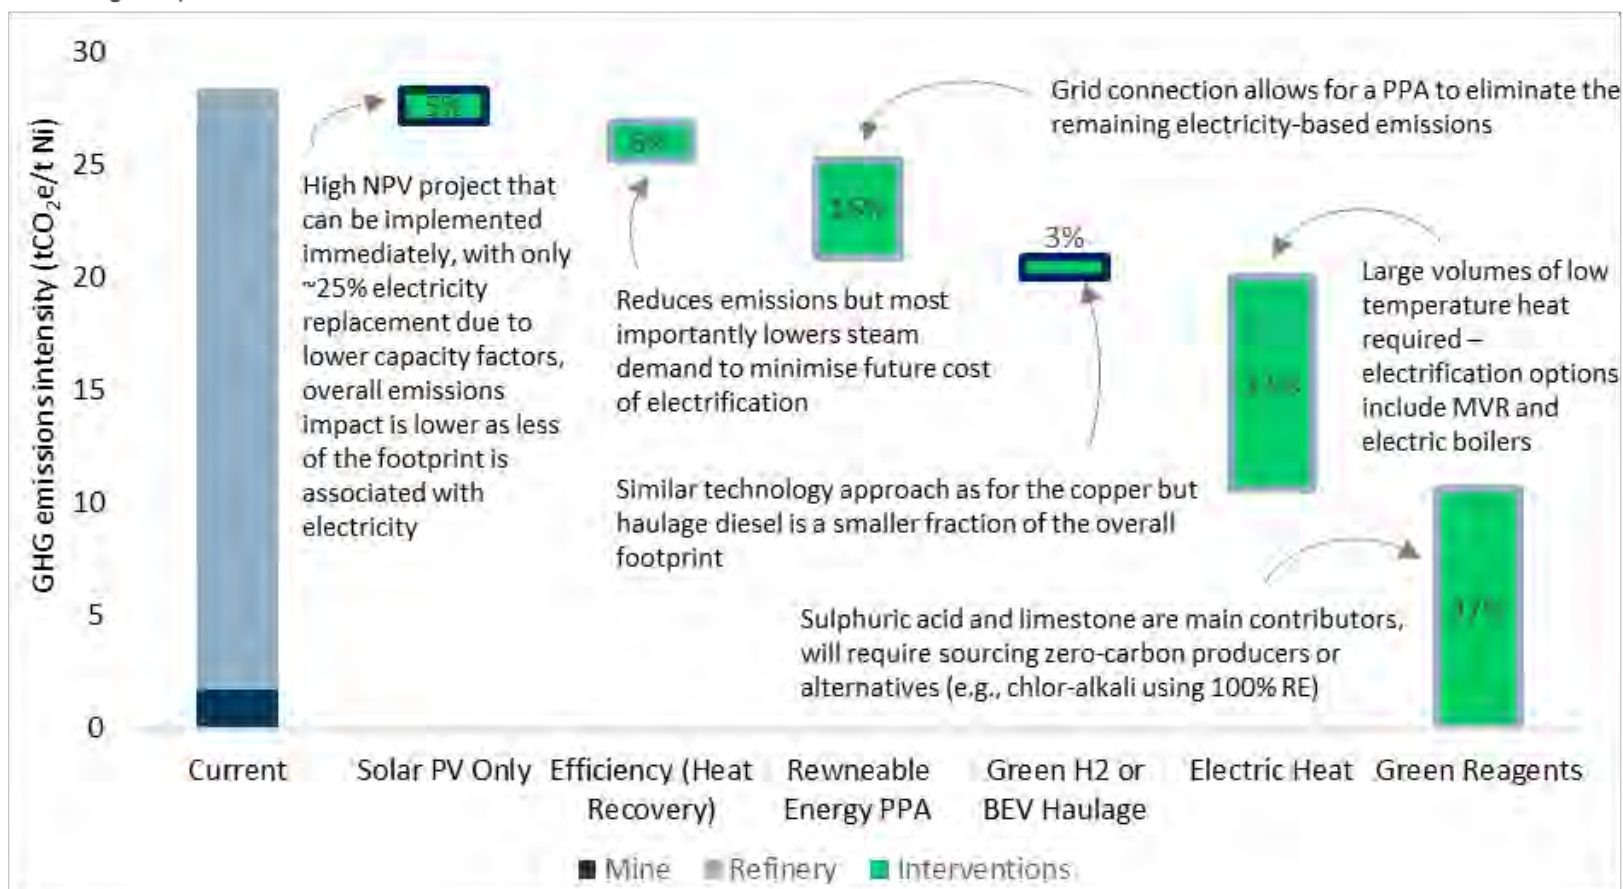 30
25
20
15
10
5
0
GHG emissions intensity (tCO₂e/t Ni)
5%
High NPV project that
can be implemented
immediately, with only
~25% electricity
replacement due to
lower capacity factors,
overall emissions
impact is lower as less
of the footprint is
associated with
electricity
6%
Reduces emissions but most
importantly lowers steam
demand to minimise future cost
of electrification
Grid connection allows for a PPA to eliminate the
remaining electricity-based emissions
3%
Similar technology approach as for the copper but
haulage diesel is a smaller fraction of the overall
footprint
Large volumes of low
temperature heat
required –
electrification options
include MVR and
electric boilers
Sulphuric acid and limestone are main contributors,
will require sourcing zero-carbon producers or
alternatives (e.g., chlor-alkali using 100% RE)
37%
Current
Solar PV Only
Efficiency (Heat
Recovery)
Rewneable
Energy PPA
Green H2 or
BEV Haulage
Electric Heat
Green Reagents
Mine
Refinery
Interventions